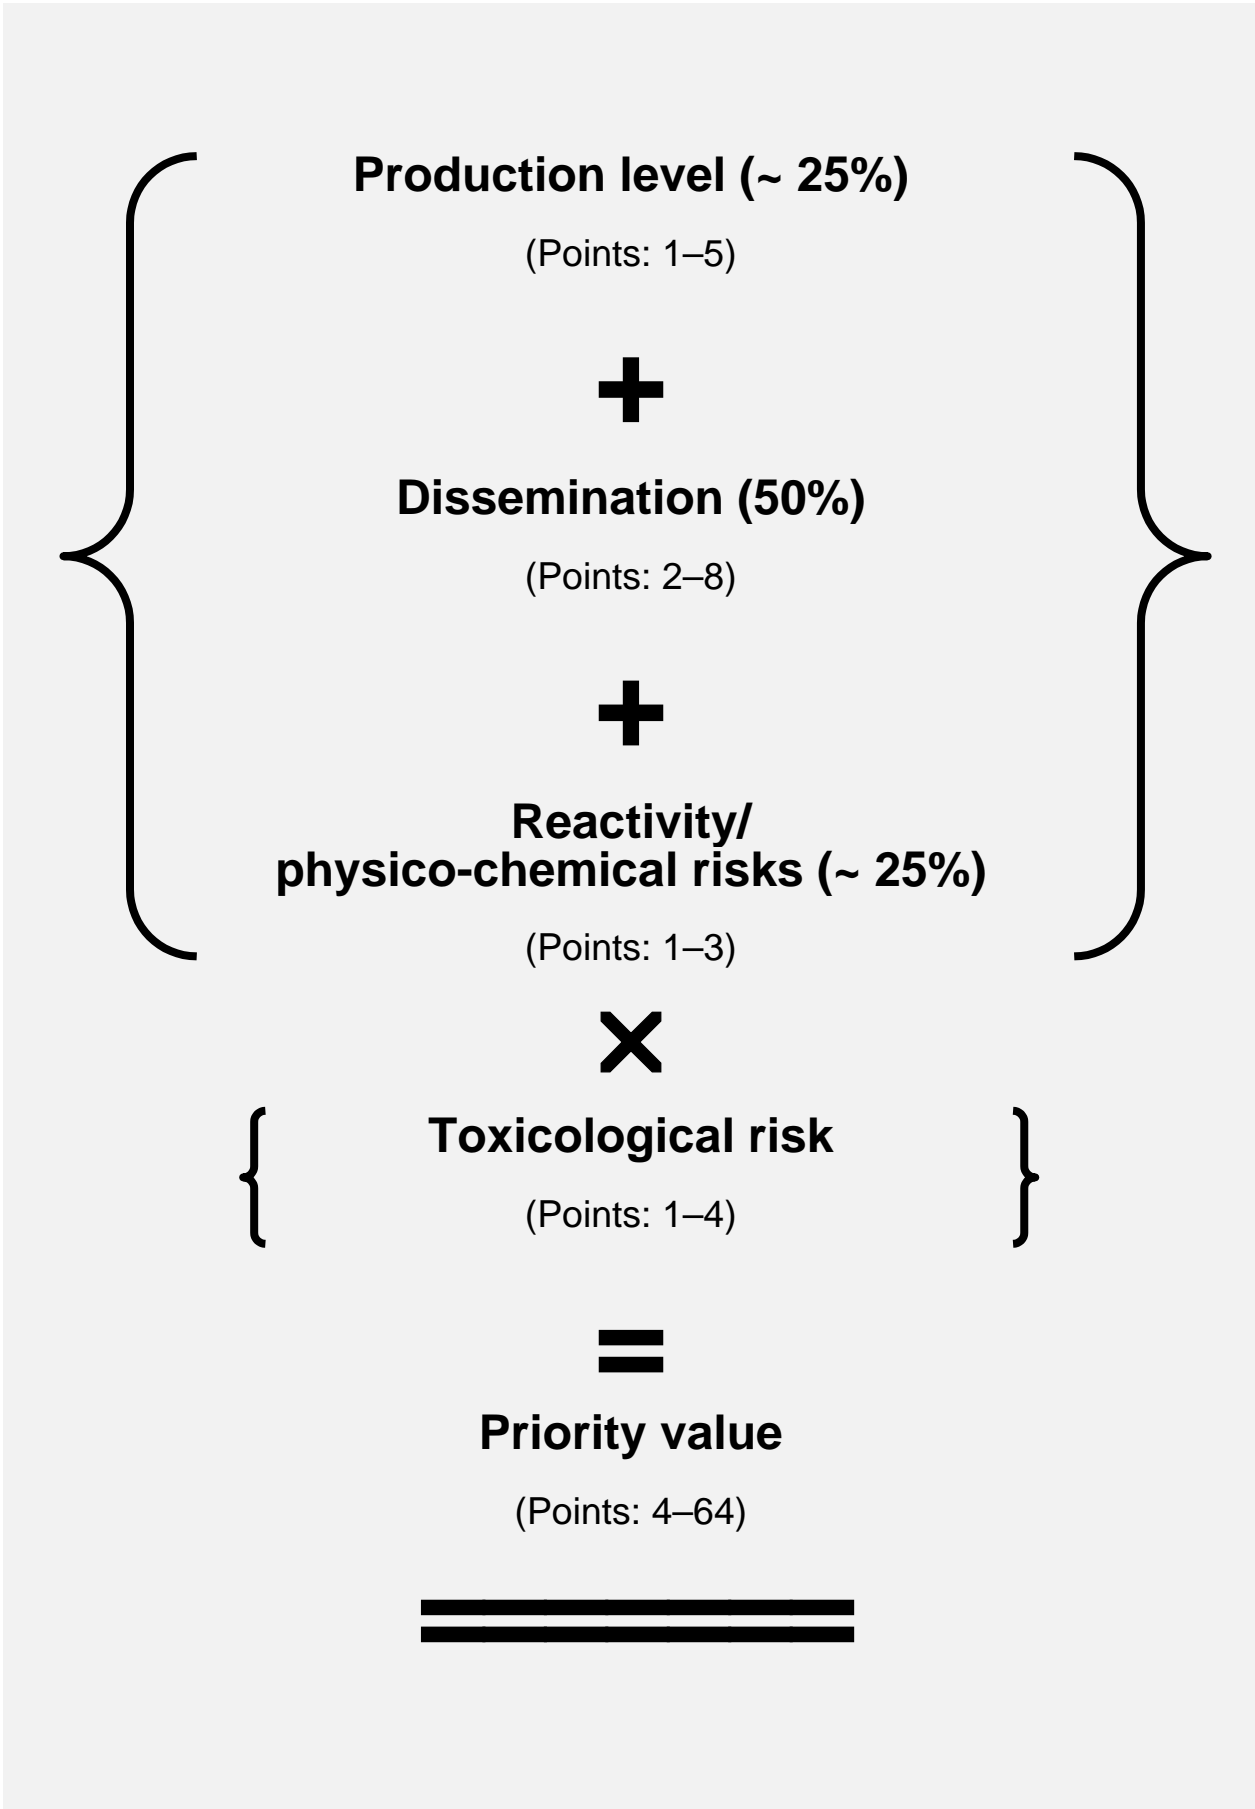 Production level (~ 25%)
(Points: 1–5)
+
Dissemination (50%)
(Points: 2–8)
+
Reactivity/
physico-chemical risks (~ 25%)
(Points: 1–3)
×
Toxicological risk
(Points: 1–4)
=
Priority value
(Points: 4–64)